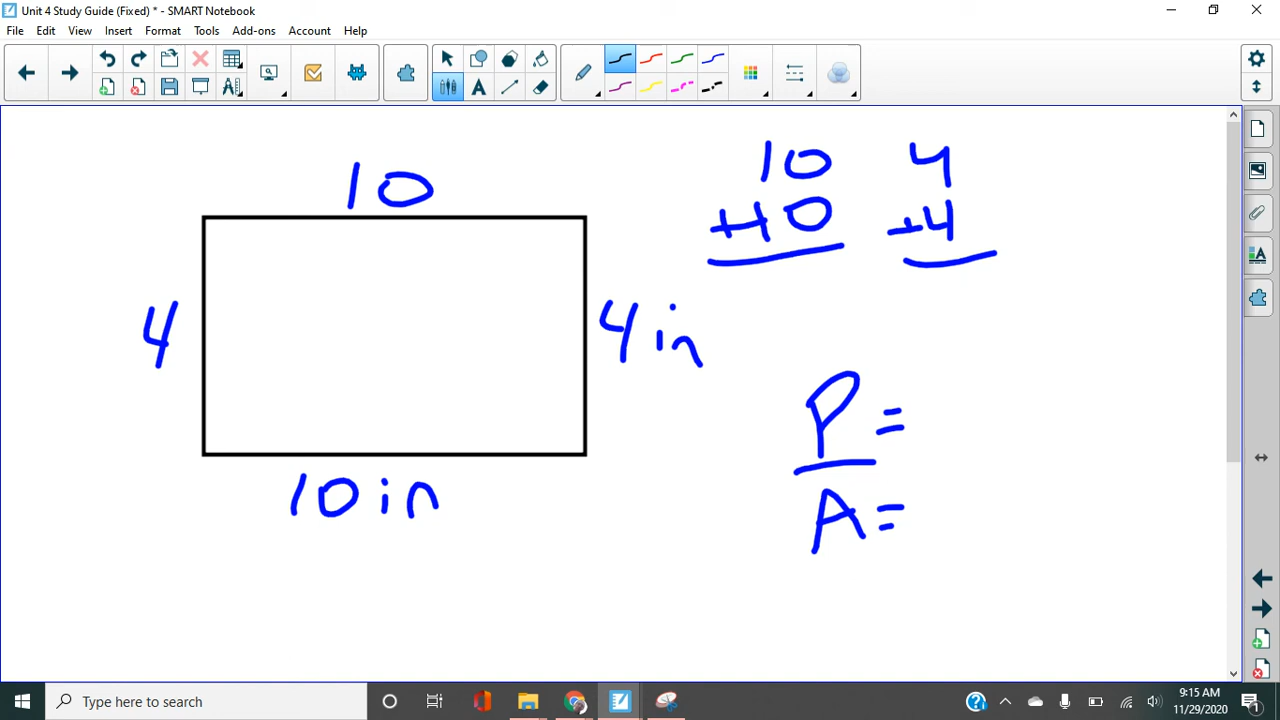 Unit 4 Study Guide (Fixed) * - SMART Notebook
File Edit View Insert Format Tools Add-ons Account Help
10
10 4
+10 +4
4
4 in
10 in
P=
A=
Type here to search
9:15 AM
11/29/2020
1